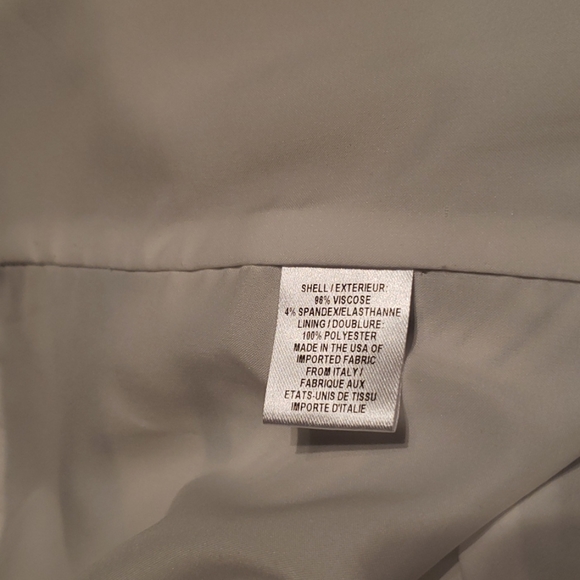 SHELL / EXTERIEUR:
96% VISCOSE
4% SPANDEX/ELASTHANNE
LINING / DOUBLURE:
100% POLYESTER
MADE IN THE USA OF
IMPORTED FABRIC
FROM ITALY /
FABRIQUE AUX
ETATS-UNIS DE TISSU
IMPORTE D'ITALIE